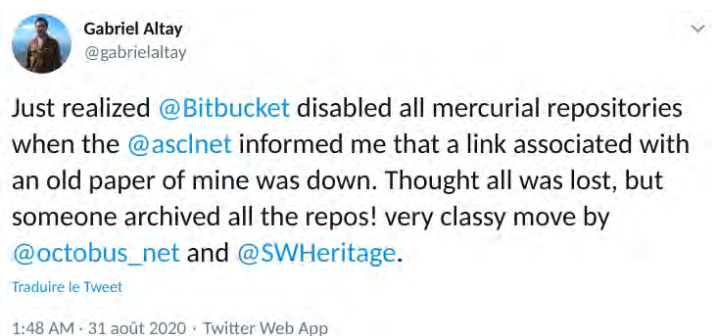 Gabriel Altay
@gabrielaltay
Just realized @Bitbucket disabled all mercurial repositories
when the @asclnet informed me that a link associated with
an old paper of mine was down. Thought all was lost, but
someone archived all the repos! very classy move by
@octobus_net and @SWHeritage.
Traduire le Tweet
1:48 AM · 31 août 2020 · Twitter Web App